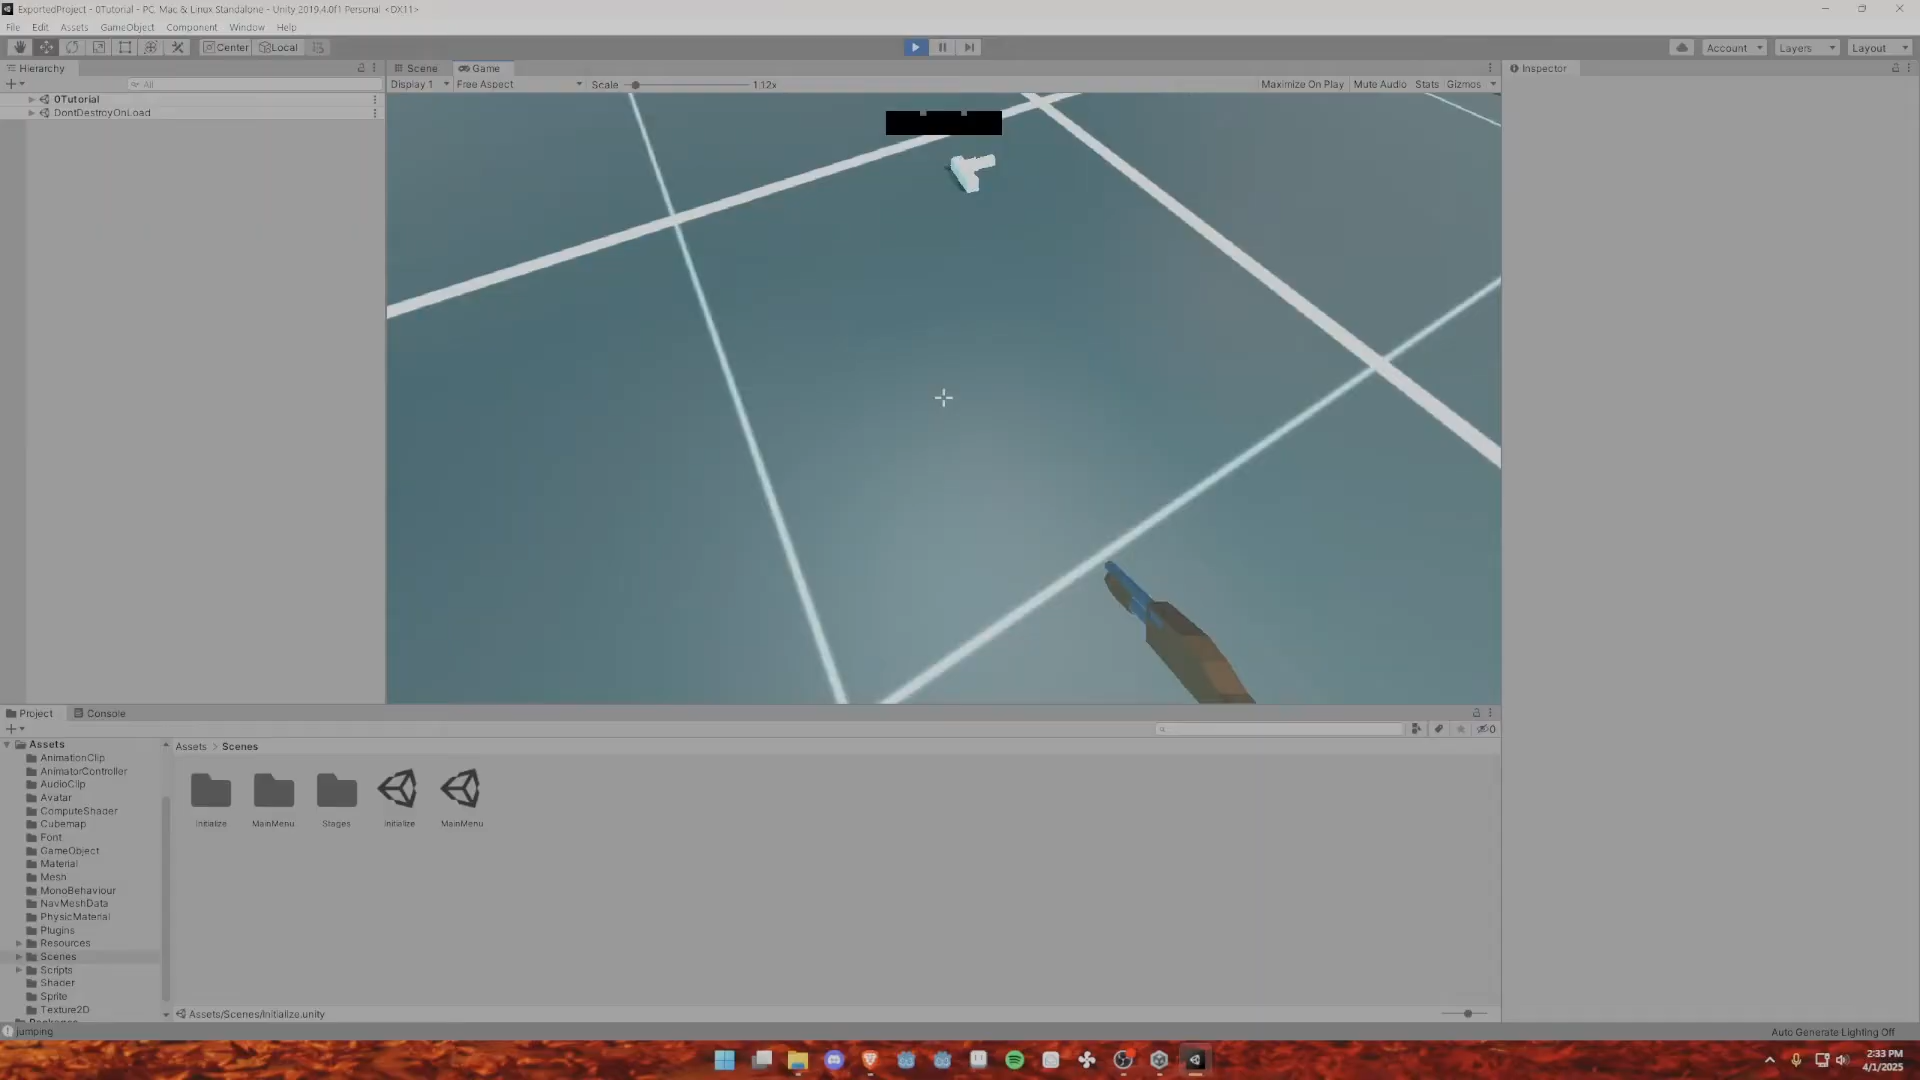 ExportedProject - 0Tutorial - PC, Mac & Linux Standalone - Unity 2019.4.0f1 Personal <DX11>
File Edit Assets GameObject Component Window Help
Center Local Account Layers Layout
Hierarchy Scene Game Inspector
All Display 1 Free Aspect Scale 1.12x Maximize On Play Mute Audio Stats Gizmos
0Tutorial
DontDestroyOnLoad
Project Console
0
Assets
Assets > Scenes
AnimationClip
AnimatorController
AudioClip
Avatar
ComputeShader
Cubemap
Font
GameObject
Material
Mesh
MonoBehaviour
NavMeshData
PhysicMaterial
Plugins
Resources
Scenes
Scripts
Shader
Sprite
Texture2D
Initialize MainMenu Stages Initialize MainMenu
Assets/Scenes/Initialize.unity
jumping
Auto Generate Lighting Off
2:33 PM
4/1/2025